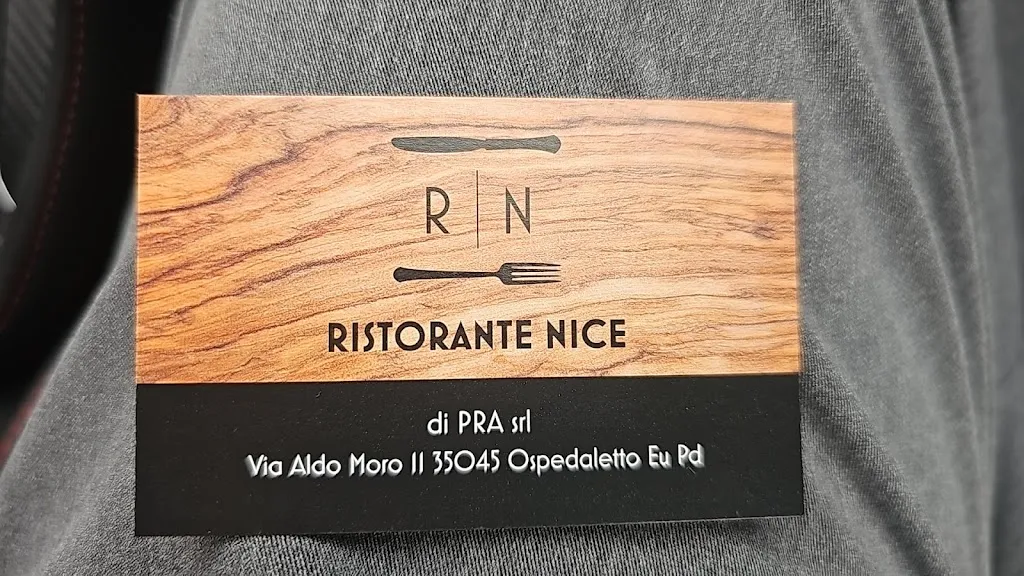 R | N
RISTORANTE NICE
di PRA srl
Via Aldo Moro 11 35045 Ospedaletto Eu Pd